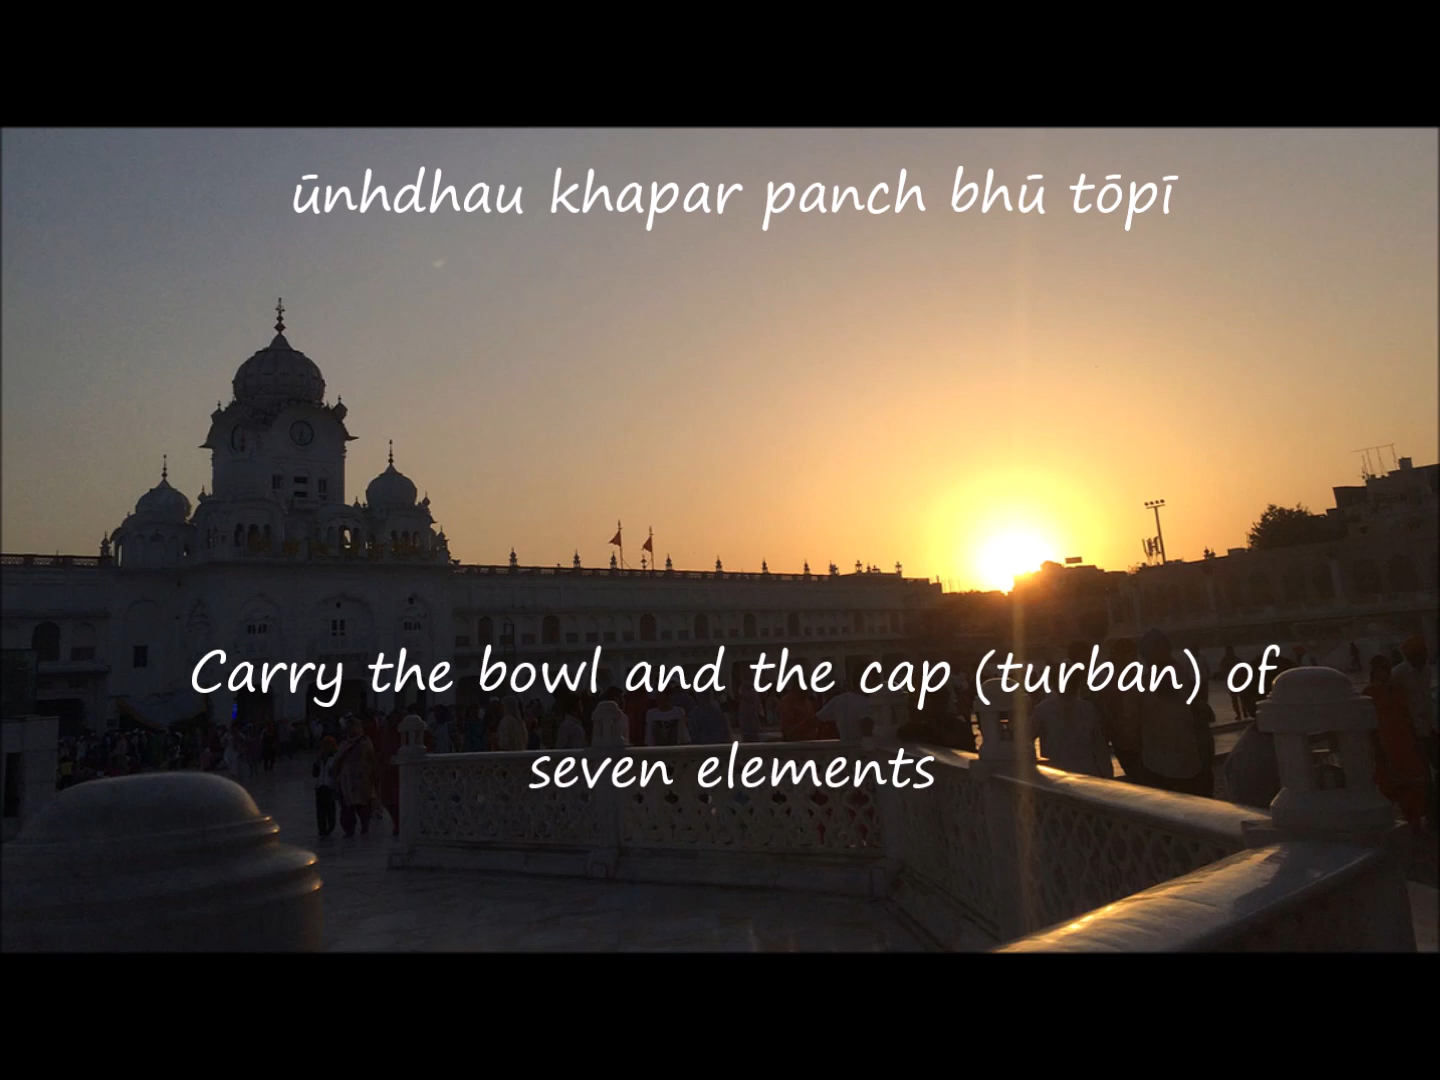 ūnhdhau khapar panch bhū tōpī
Carry the bowl and the cap (turban) of
seven elements